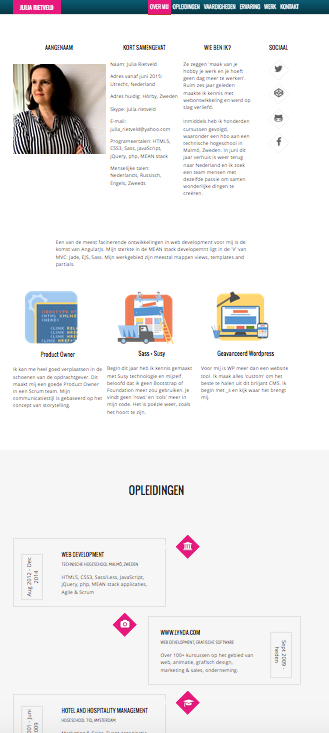 JULIA RIETVELD
OVER MIJ OPLEIDINGEN VAARDIGHEDEN ERVARING WERK KONTAKT
AANGENAAM
KORT SAMENGEVAT
Naam: Julia Rietveld
Adres vanaf juni 2015:
Utrecht, Nederland
Adres huidig: Hörby, Zweden
Skype: julia.rietveld
E-mail:
julia_rietveld@yahoo.com
Programeertalen: HTML5,
CSS3, Sass, JavaScript,
jQuery, php, MEAN stack
Menselijke talen:
Nederlands, Russisch,
Engels, Zweeds
WIE BEN IK?
Ze zeggen 'maak van je
hobby je werk en je hoeft
geen dag meer te werken'.
Ruim zes jaar geleden
maakte ik kennis met
webontwikkeling en werd op
slag verliefd.
Inmiddels heb ik honderden
cursussen gevolgd,
waaronder een hbo aan een
technische hogeschool in
Malmö, Zweden. In juni dit
jaar verhuis ik weer terug
naar Nederland en ik zoek
een team mensen met
dezelfde passie om samen
wonderlijke dingen te
creëren.
SOCIAAL
Een van de meest facinerende ontwikkelingen in web development voor mij is de
komst van AngularJs. Mijn sterkte in de MEAN stack developemnt ligt in de 'V' van
MVC: Jade, EJS, Sass. Mijn werkgebied zijn meestal mappen views, templates and
partials.
Product Owner
Ik kan me heel goed verplaatsen in de
schoenen van de opdrachtgever. Dit
maakt mij een goede Product Owner
in een Scrum team. Mijn
communicatiestijl is gebaseerd op het
concept van storytelling.
Sass + Susy
Begin dit jaar heb ik kennis gemaakt
met Susy technologie en mijzelf
beloofd dat ik geen Bootstrap of
Foundation meer zou gebruiken. Je
vindt geen 'rows' en 'cols' meer in
mijn code. Het is poëzie weer, zoals
het hoort te zijn.
Geavanceerd Wordpress
Voor mij is WP meer dan een website
tool. Ik maak alles 'custom' om het
beste te halen uit dit briljant CMS. Ik
begin met _s en kijk waar het brengt
mij.
OPLEIDINGEN
Aug 2012 - Dec
2014
WEB DEVELOPMENT
TECHNISCHE HOGESCHOOL MALMÖ, ZWEDEN
HTML5, CSS3, Sass/Less, JavaScript,
jQuery, php, MEAN stack applicaties,
Agile & Scrum
WWW.LYNDA.COM
WEB DEVELOPMENT, GRAFISCHE SOFTWARE
Over 100+ kurssussen op het gebied van
web, animatie, grafisch design,
marketing & sales, onderneming.
Sept 2009 -
heden
HOTEL AND HOSPITALITY MANAGEMENT
HOGESCHOOL TIO, AMSTERDAM